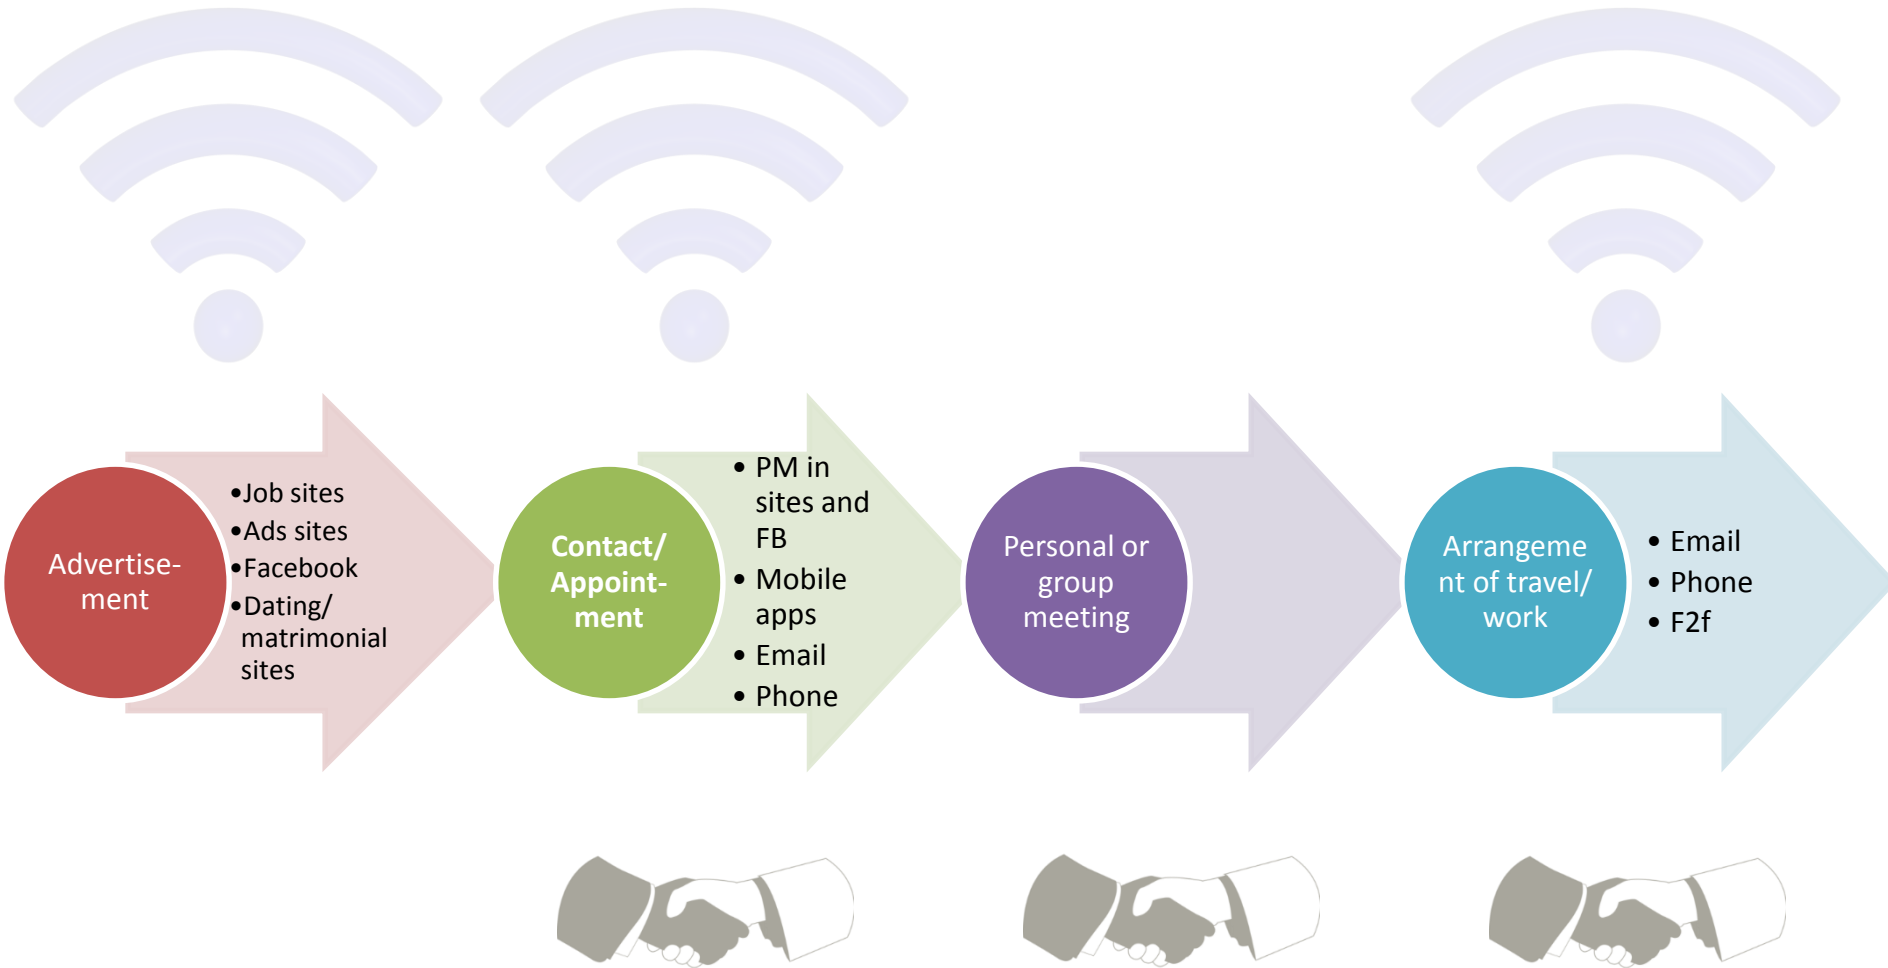 Advertise-
ment
•Job sites
•Ads sites
•Facebook
•Dating/
matrimonial
sites
Contact/
Appoint-
ment
• PM in
sites and
FB
• Mobile
apps
• Email
• Phone
Personal or
group
meeting
Arrangeme
nt of travel/
work
• Email
• Phone
• F2f